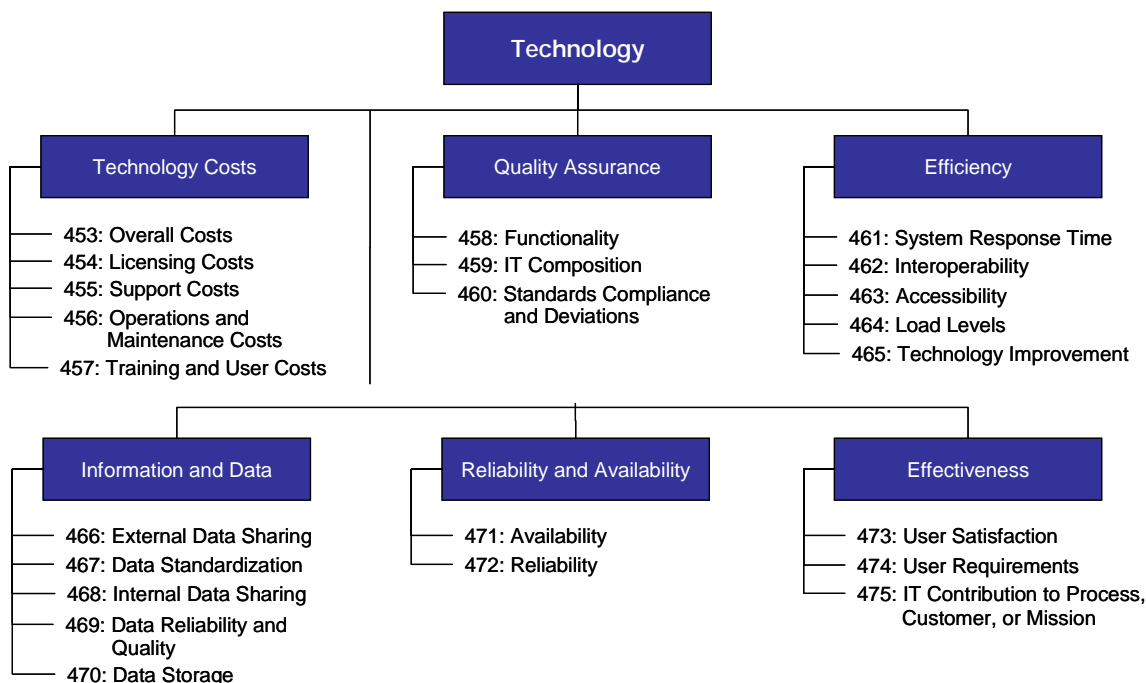 Technology
Technology Costs
453: Overall Costs
454: Licensing Costs
455: Support Costs
456: Operations and
Maintenance Costs
457: Training and User Costs
Quality Assurance
458: Functionality
459: IT Composition
460: Standards Compliance
and Deviations
Efficiency
461: System Response Time
462: Interoperability
463: Accessibility
464: Load Levels
465: Technology Improvement
Information and Data
466: External Data Sharing
467: Data Standardization
468: Internal Data Sharing
469: Data Reliability and
Quality
470: Data Storage
Reliability and Availability
471: Availability
472: Reliability
Effectiveness
473: User Satisfaction
474: User Requirements
475: IT Contribution to Process,
Customer, or Mission